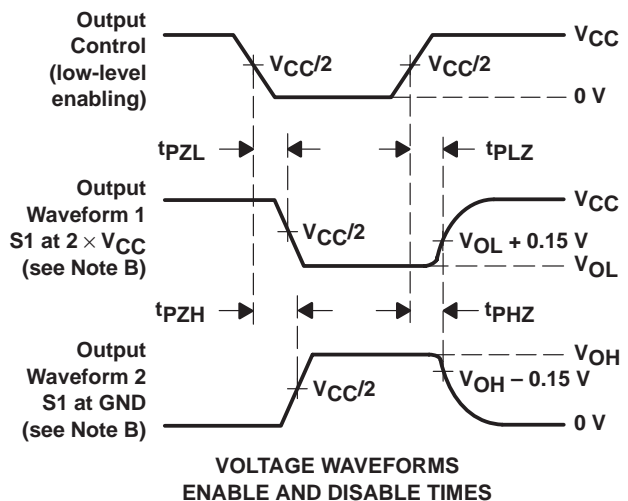 Output
Control
(low-level
enabling)
VCC
VCC/2
VCC/2
0 V
tPZL
tPLZ
Output
Waveform 1
S1 at 2 × VCC
(see Note B)
VCC
VCC/2
VOL + 0.15 V
VOL
tPZH
tPHZ
Output
Waveform 2
S1 at GND
(see Note B)
VOH
VCC/2
VOH − 0.15 V
0 V
VOLTAGE WAVEFORMS
ENABLE AND DISABLE TIMES